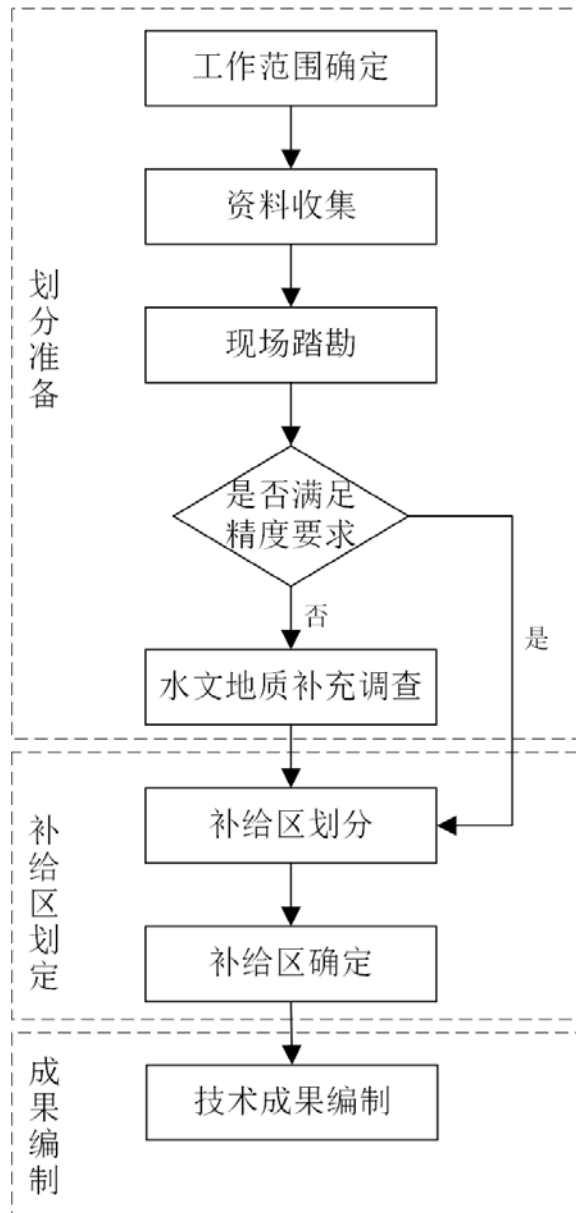 工作范围确定
资料收集
现场踏勘
划分准备
是否满足
精度要求
否
是
水文地质补充调查
补给区划定
补给区划分
补给区确定
成果编制
技术成果编制